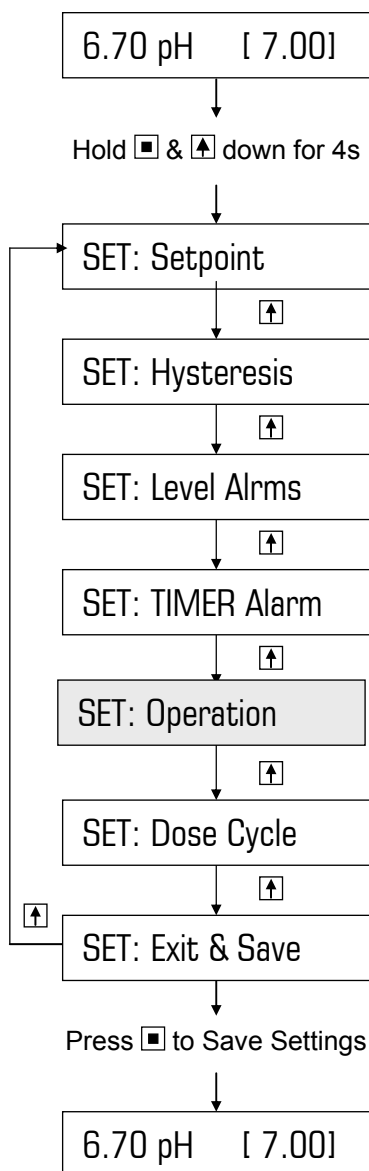 6.70 pH [ 7.00]
Hold & down for 4s
SET: Setpoint
SET: Hysteresis
SET: Level Alrms
SET: TIMER Alarm
SET: Operation
SET: Dose Cycle
SET: Exit & Save
Press to Save Settings
6.70 pH [ 7.00]